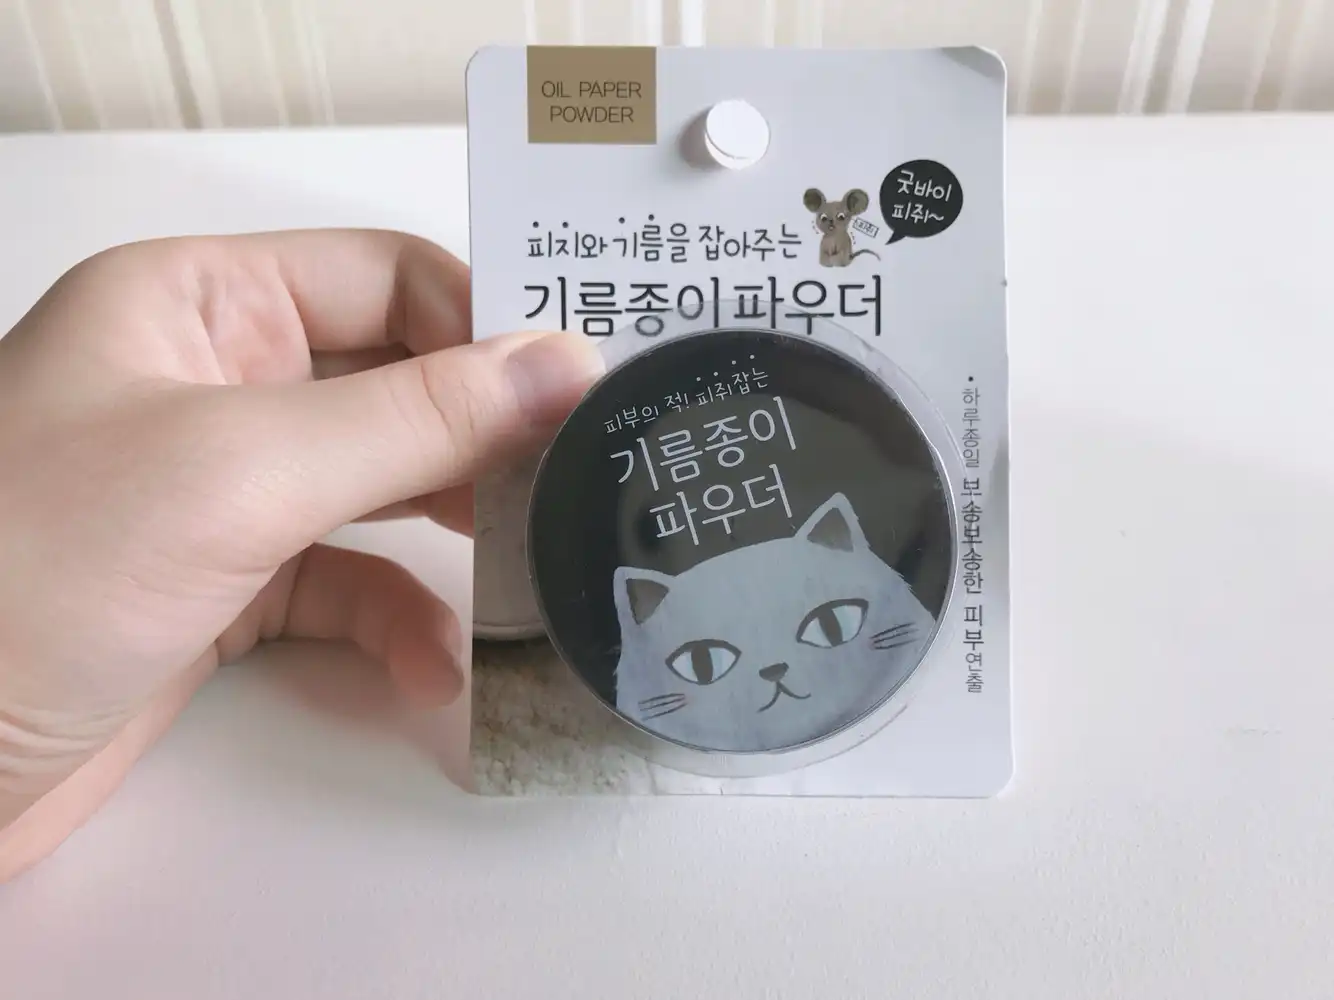 OIL PAPER
POWDER
굿바이
피쥐~
피지와 기름을 잡아주는
기름종이 파우더
피부의 적! 피쥐잡는
기름종이
파우더
하루종일 보송보송한 피부연출